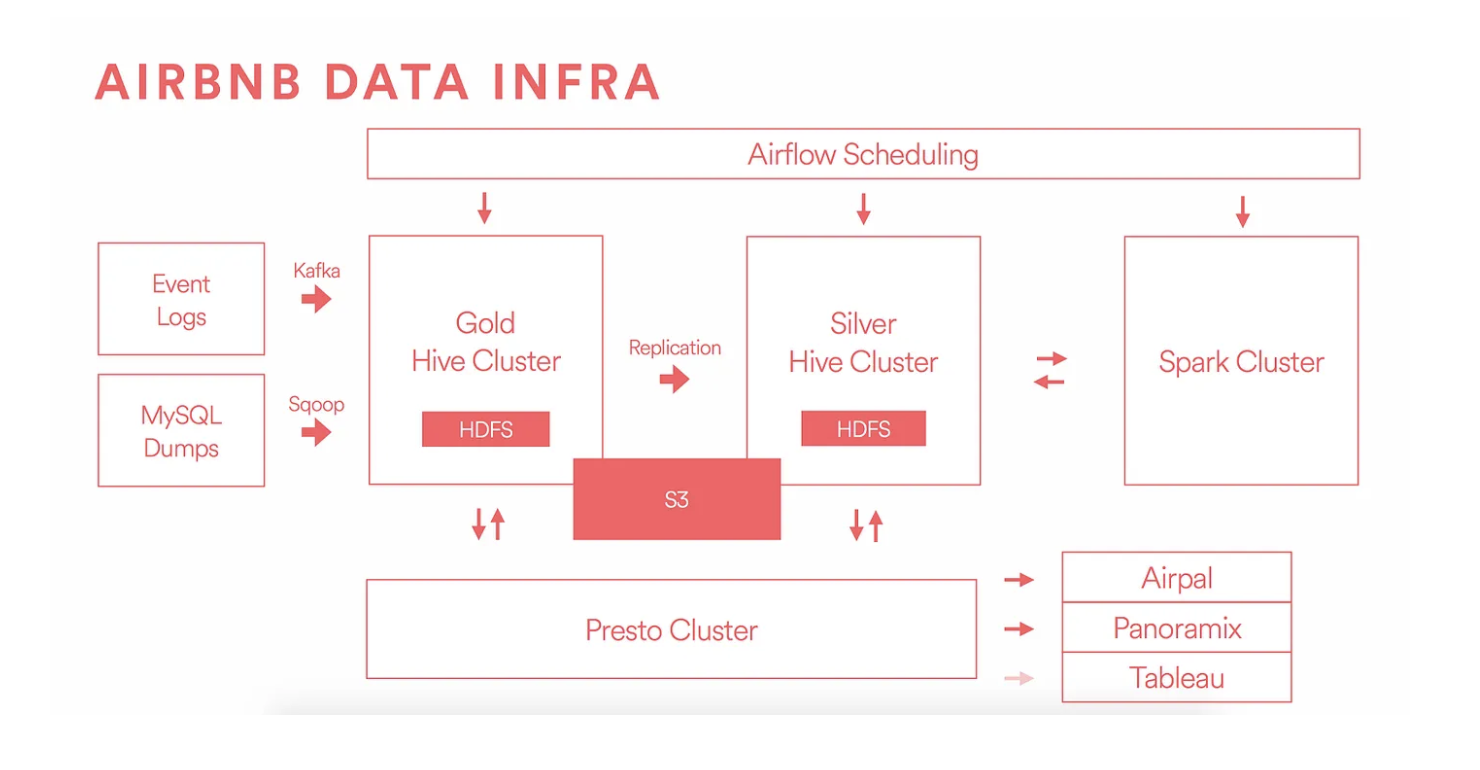 AIRBNB DATA INFRA
Airflow Scheduling
Event
Logs
Kafka
MySQL
Dumps
Sqoop
Gold
Hive Cluster
HDFS
Replication
Silver
Hive Cluster
HDFS
Spark Cluster
S3
Presto Cluster
Airpal
Panoramix
Tableau